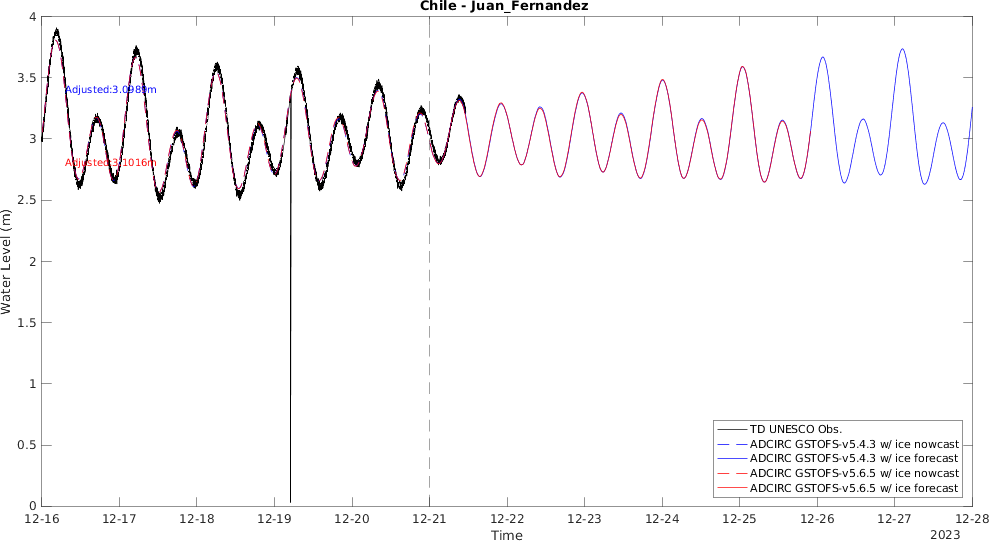 Chile - Juan_Fernandez
4
3.5
3
2.5
2
1.5
1
0.5
0
Water Level (m)
Adjusted:3.0989m
Adjusted:3.1016m
TD UNESCO Obs.
ADCIRC GSTOFS-v5.4.3 w/ ice nowcast
ADCIRC GSTOFS-v5.4.3 w/ ice forecast
ADCIRC GSTOFS-v5.6.5 w/ ice nowcast
ADCIRC GSTOFS-v5.6.5 w/ ice forecast
12-16 12-17 12-18 12-19 12-20 12-21 12-22 12-23 12-24 12-25 12-26 12-27 12-28
Time
2023